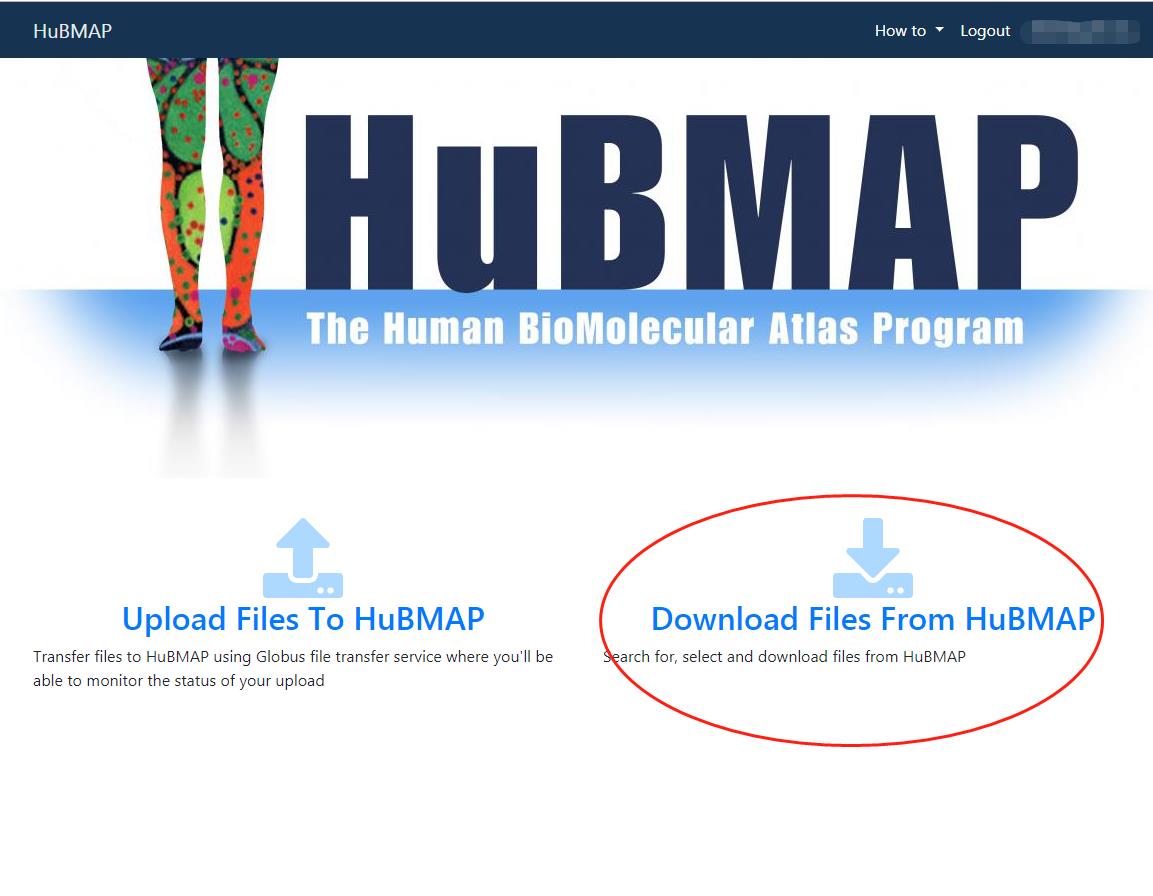 HuBMAP
How to Logout
HuBMAP
The Human BioMolecular Atlas Program
Upload Files To HuBMAP
Transfer files to HuBMAP using Globus file transfer service where you'll be
able to monitor the status of your upload
Download Files From HuBMAP
Search for, select and download files from HuBMAP